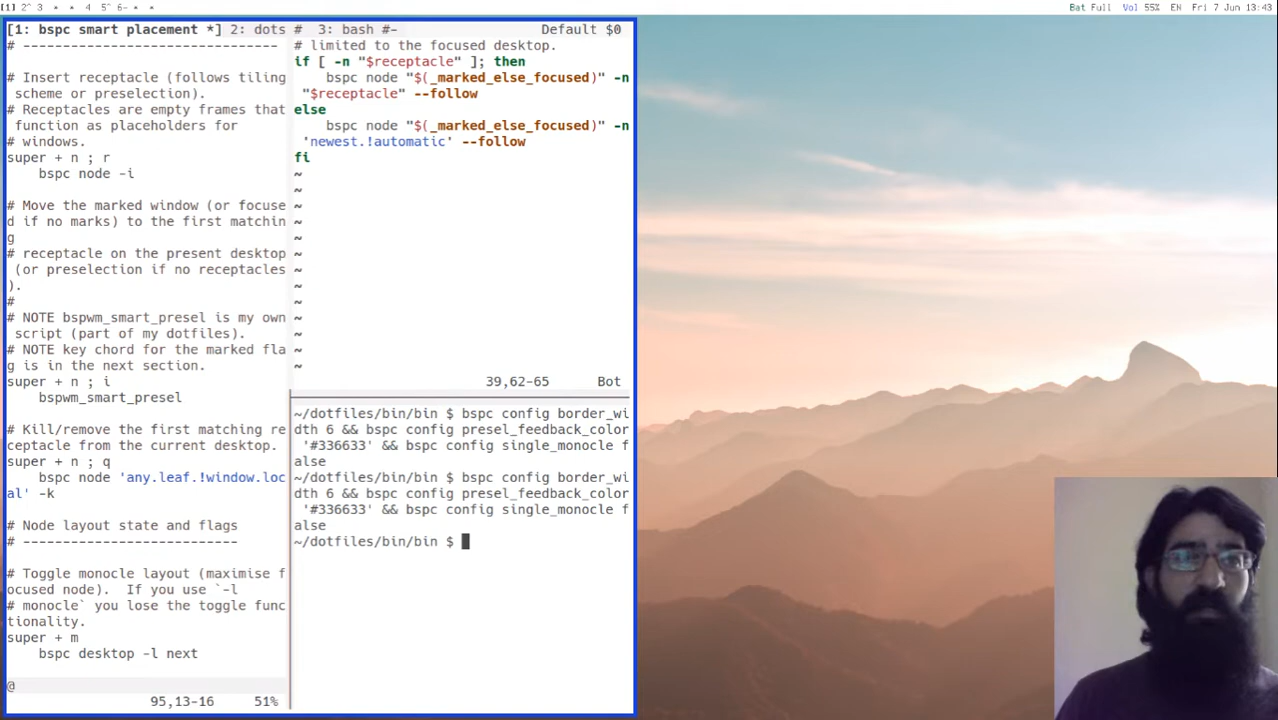 [1] 2^ 3 * * 4 5^ 6- * *
Bat Full Vol 55% EN Fri 7 Jun 13:43
[1: bspc smart placement *] 2: dots # 3: bash #- Default $0
# ----------------------------------
# Insert receptacle (follows tiling
scheme or preselection).
# Receptacles are empty frames that
function as placeholders for
# windows.
super + n ; r
bspc node -i
# Move the marked window (or focuse
d if no marks) to the first matchin
g
# receptacle on the present desktop
(or preselection if no receptacles
).
#
# NOTE bspwm_smart_presel is my own
script (part of my dotfiles).
# NOTE key chord for the marked fla
g is in the next section.
super + n ; i
bspwm_smart_presel
# Kill/remove the first matching re
ceptacle from the current desktop.
super + n ; q
bspc node 'any.leaf.!window.loc
al' -k
# Node layout state and flags
# ---------------------------
# Toggle monocle layout (maximise f
ocused node). If you use `-l
# monocle` you lose the toggle func
tionality.
super + m
bspc desktop -l next
@
95,13-16 51%
# limited to the focused desktop.
if [ -n "$receptacle" ]; then
bspc node "$(_marked_else_focused)" -n
"$receptacle" --follow
else
bspc node "$(_marked_else_focused)" -n
'newest.!automatic' --follow
fi
~
~
~
~
~
~
~
~
~
~
~
~
~
39,62-65 Bot
~/dotfiles/bin/bin $ bspc config border_wi
dth 6 && bspc config presel_feedback_color
'#336633' && bspc config single_monocle f
alse
~/dotfiles/bin/bin $ bspc config border_wi
dth 6 && bspc config presel_feedback_color
'#336633' && bspc config single_monocle f
alse
~/dotfiles/bin/bin $